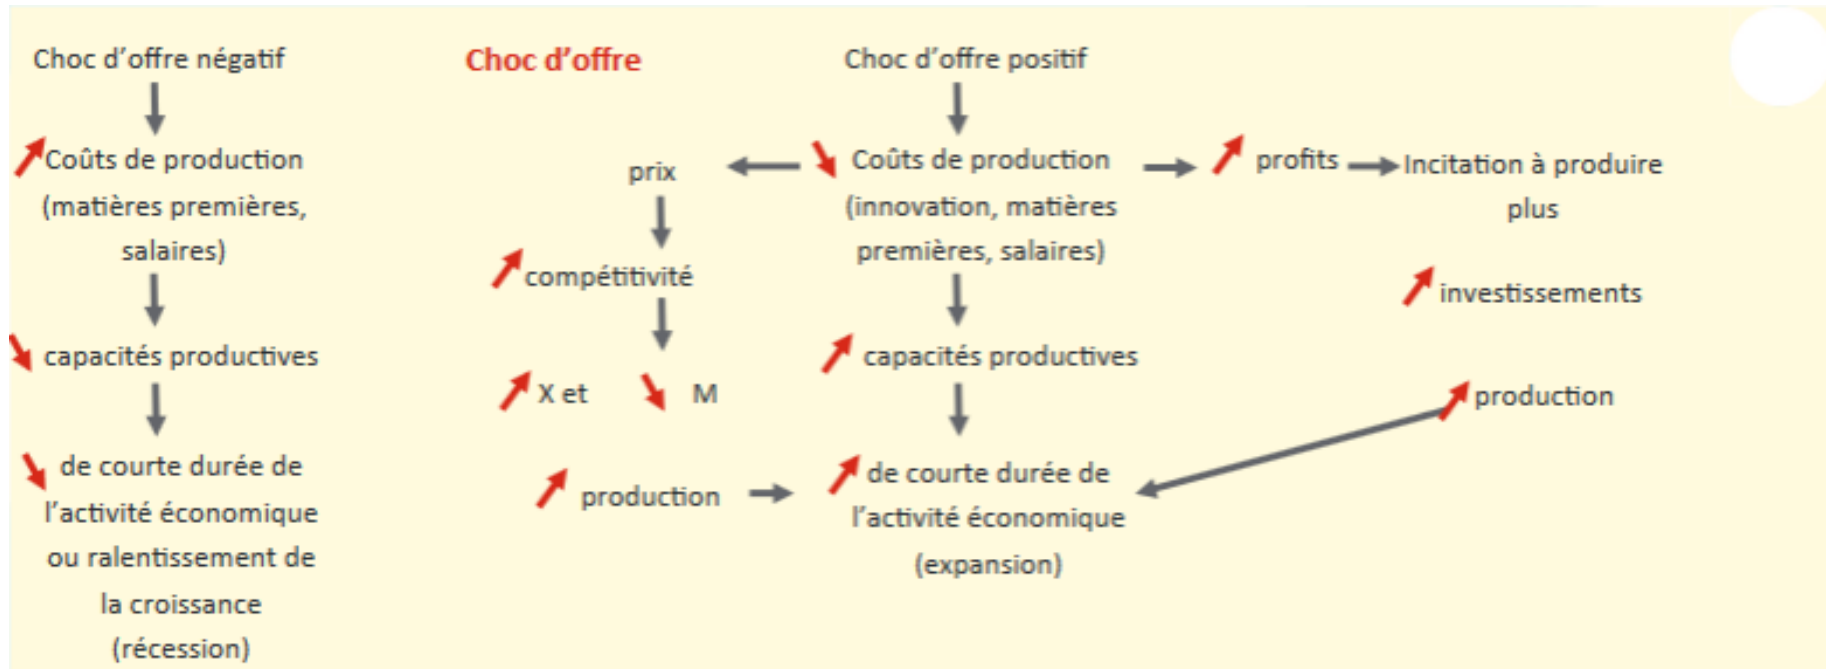 Choc d'offre négatif
Coûts de production
(matières premières,
salaires)
capacités productives
de courte durée de
l'activité économique
ou ralentissement de
la croissance
(récession)
Choc d'offre
prix
compétitivité
X et M
production
Choc d'offre positif
Coûts de production
(innovation, matières
premières, salaires)
capacités productives
de courte durée de
l'activité économique
(expansion)
profits
Incitation à produire
plus
investissements
production